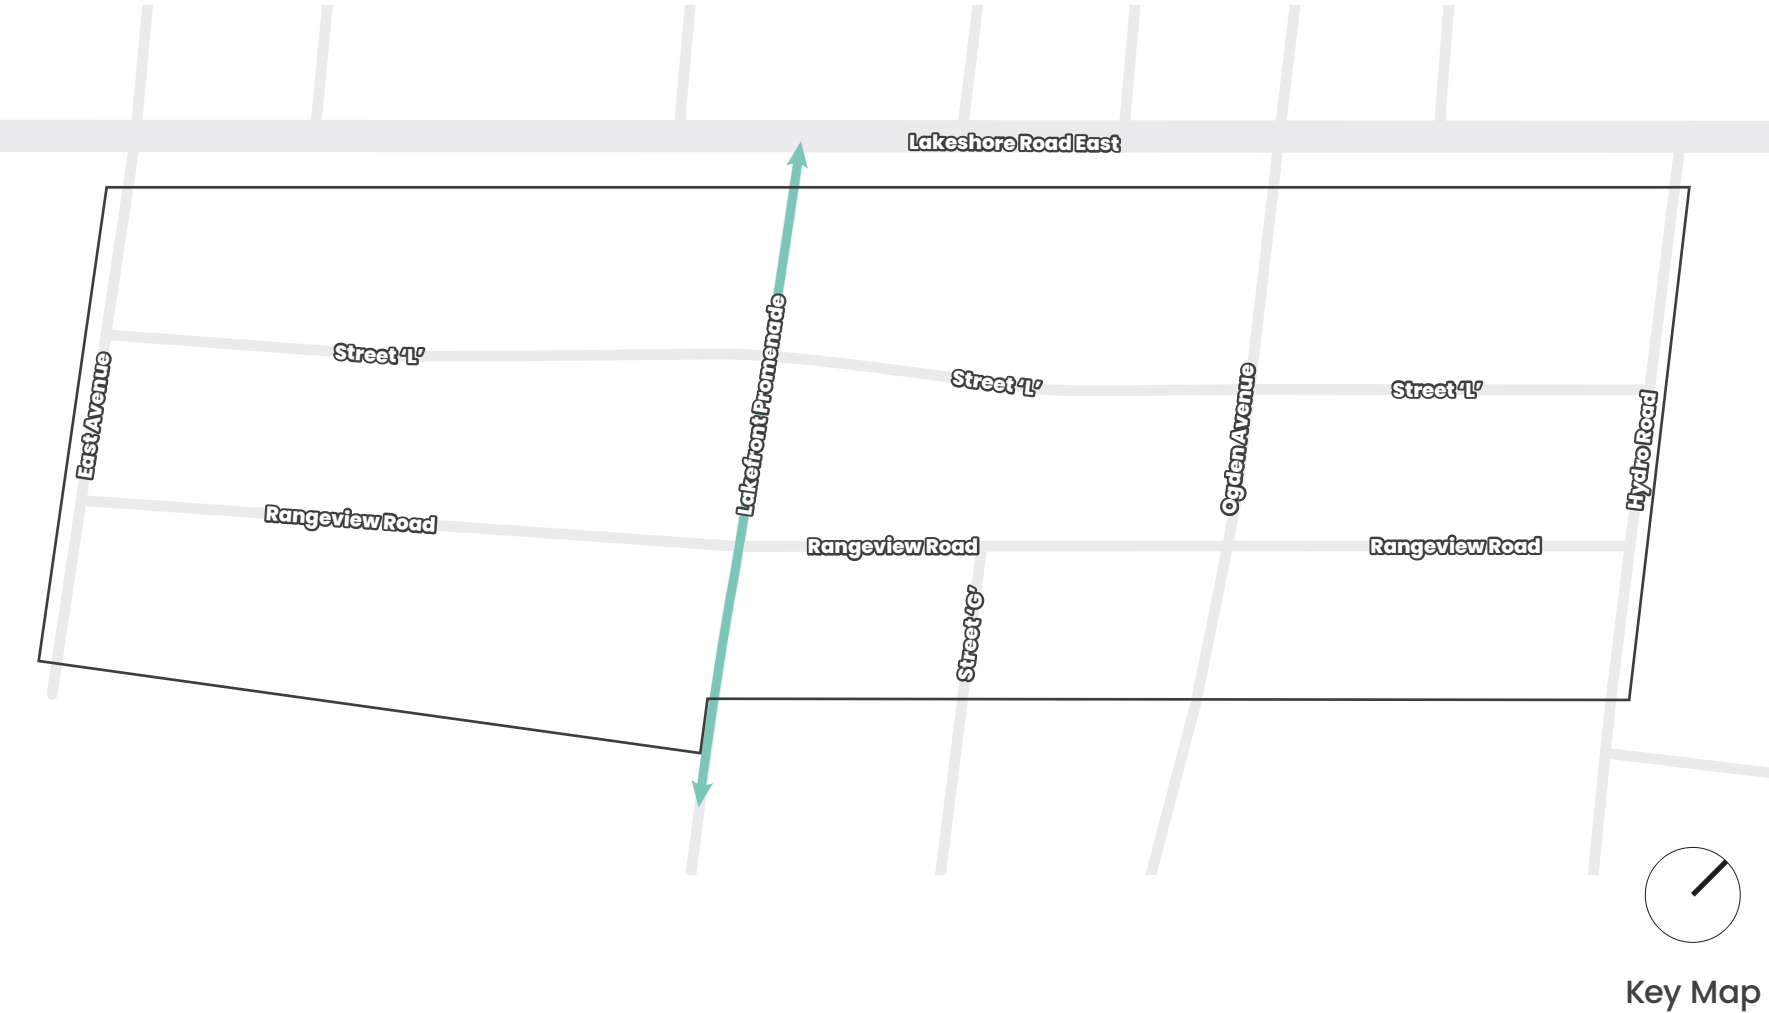 Lakeshore Road East
Lakefront Promenade
Street ‘L’
Street ‘L’
Street ‘L’
East Avenue
Ogden Avenue
Hydro Road
Rangeview Road
Rangeview Road
Rangeview Road
Street ‘G’
Key Map